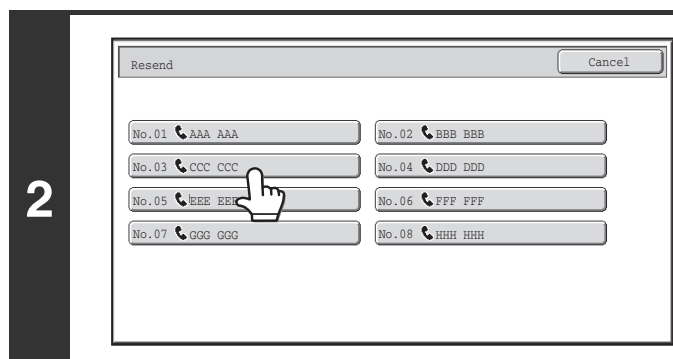 2
Resend
Cancel
No.01 AAA AAA
No.02 BBB BBB
No.03 CCC CCC
No.04 DDD DDD
No.05 EEE EEE
No.06 FFF FFF
No.07 GGG GGG
No.08 HHH HHH